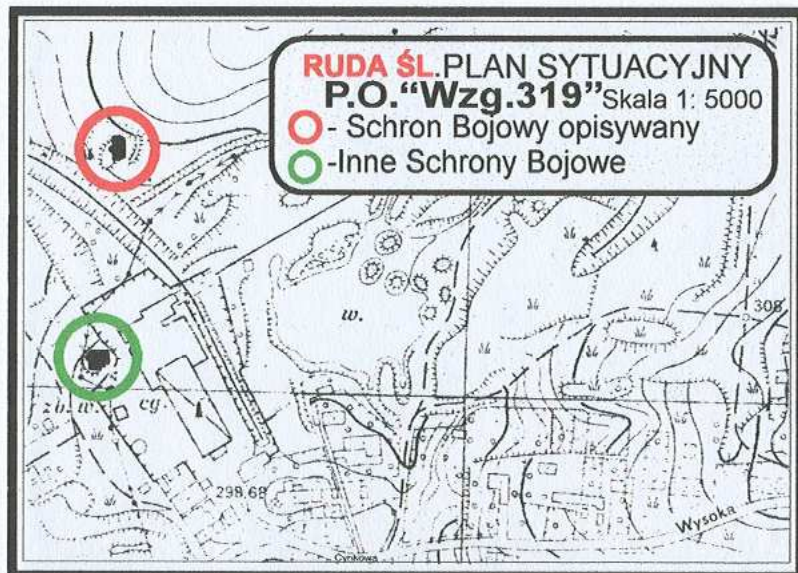 RUDA ŚL.PLAN SYTUACYJNY
P.O."Wzg.319" Skala 1: 5000
- Schron Bojowy opisywany
-Inne Schrony Bojowe
w.
308
zb. w. cg.
298.68
Wysoka
Cynkowa